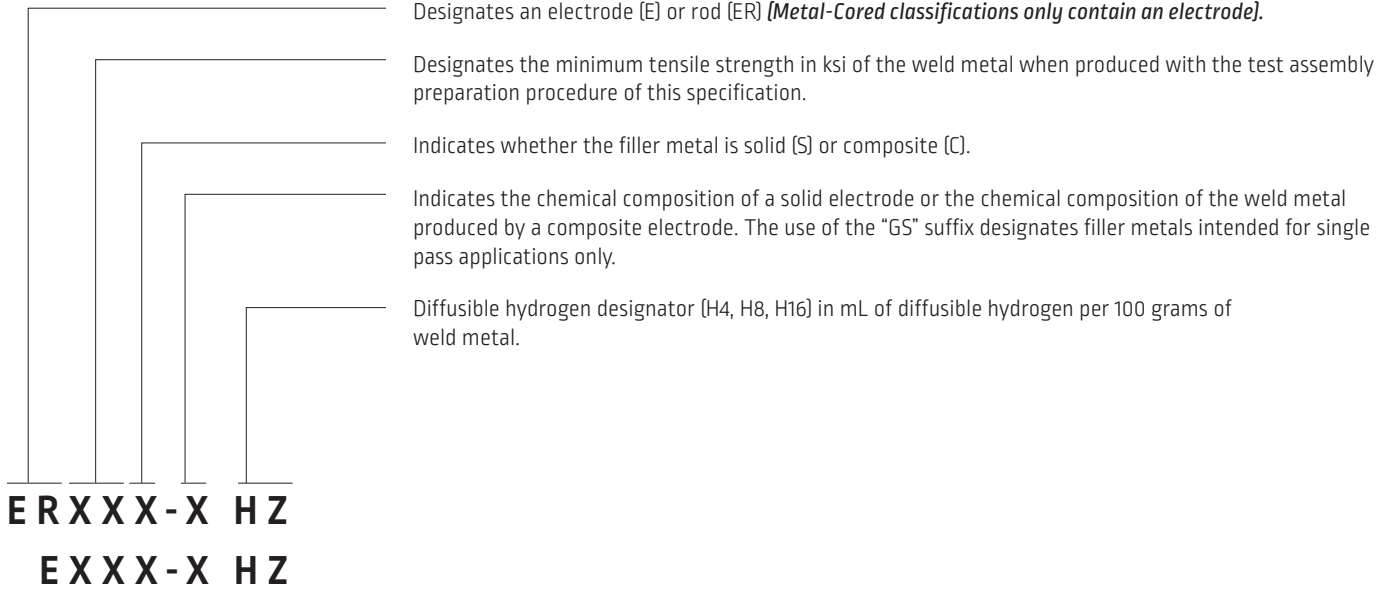 Designates an electrode (E) or rod (ER) (Metal-Cored classifications only contain an electrode).
Designates the minimum tensile strength in ksi of the weld metal when produced with the test assembly
preparation procedure of this specification.
Indicates whether the filler metal is solid (S) or composite (C).
Indicates the chemical composition of a solid electrode or the chemical composition of the weld metal
produced by a composite electrode. The use of the “GS” suffix designates filler metals intended for single
pass applications only.
Diffusible hydrogen designator (H4, H8, H16) in mL of diffusible hydrogen per 100 grams of
weld metal.
E R X X X - X H Z
E X X X - X H Z